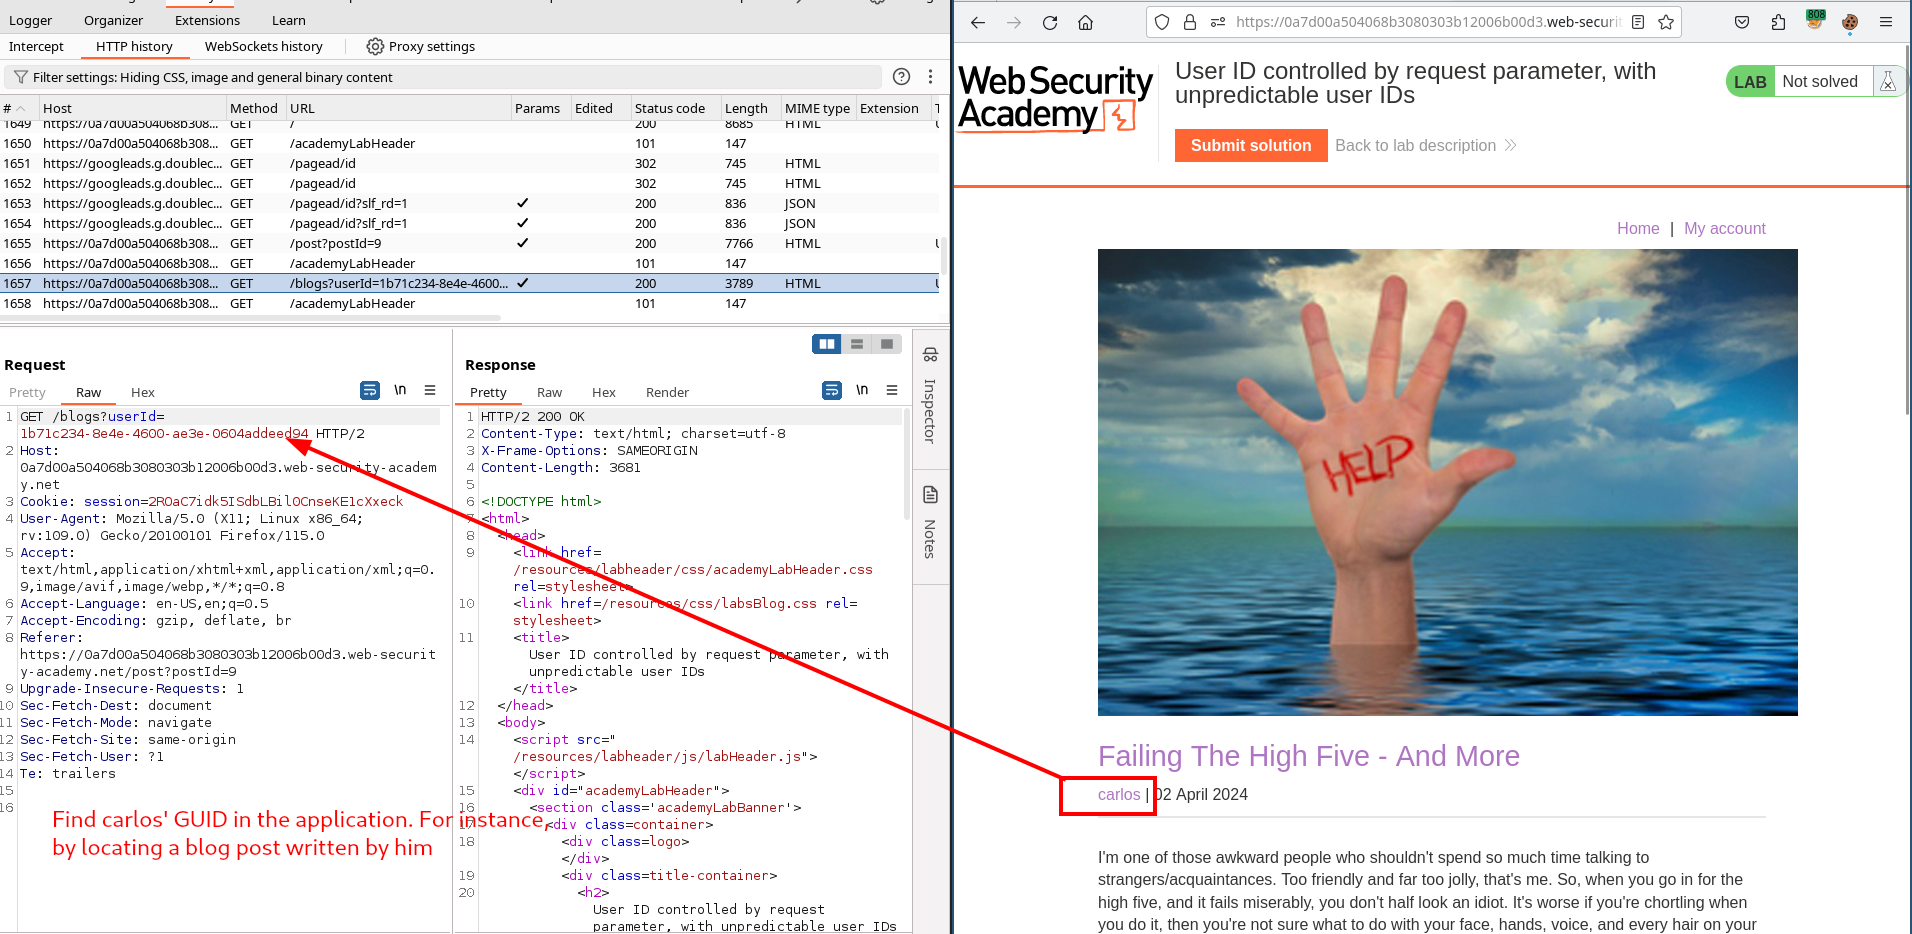 Logger Organizer Extensions Learn
Intercept HTTP history WebSockets history Proxy settings
Filter settings: Hiding CSS, image and general binary content
# Host Method URL Params Edited Status code Length MIME type Extension
1649 https://0a7d00a504068b308... GET / 200 8685 HTML
1650 https://0a7d00a504068b308... GET /academyLabHeader 101 147
1651 https://googleads.g.doublec... GET /pagead/id 302 745 HTML
1652 https://googleads.g.doublec... GET /pagead/id 302 745 HTML
1653 https://googleads.g.doublec... GET /pagead/id?slf_rd=1 200 836 JSON
1654 https://googleads.g.doublec... GET /pagead/id?slf_rd=1 200 836 JSON
1655 https://0a7d00a504068b308... GET /post?postId=9 200 7766 HTML
1656 https://0a7d00a504068b308... GET /academyLabHeader 101 147
1657 https://0a7d00a504068b308... GET /blogs?userId=1b71c234-8e4e-4600... 200 3789 HTML
1658 https://0a7d00a504068b308... GET /academyLabHeader 101 147
Request
Pretty Raw Hex \n
1 GET /blogs?userId=
1b71c234-8e4e-4600-ae3e-0604addeed94 HTTP/2
2 Host:
0a7d00a504068b3080303b12006b00d3.web-security-academ
y.net
3 Cookie: session=2ROaC7idk5ISdbLBil0CnseKE1cXxeck
4 User-Agent: Mozilla/5.0 (X11; Linux x86_64;
rv:109.0) Gecko/20100101 Firefox/115.0
5 Accept:
text/html,application/xhtml+xml,application/xml;q=0.
9,image/avif,image/webp,*/*;q=0.8
6 Accept-Language: en-US,en;q=0.5
7 Accept-Encoding: gzip, deflate, br
8 Referer:
https://0a7d00a504068b3080303b12006b00d3.web-securit
y-academy.net/post?postId=9
9 Upgrade-Insecure-Requests: 1
10 Sec-Fetch-Dest: document
11 Sec-Fetch-Mode: navigate
12 Sec-Fetch-Site: same-origin
13 Sec-Fetch-User: ?1
14 Te: trailers
15
16
Find carlos' GUID in the application. For instance,
by locating a blog post written by him
Response
Pretty Raw Hex Render \n
1 HTTP/2 200 OK
2 Content-Type: text/html; charset=utf-8
3 X-Frame-Options: SAMEORIGIN
4 Content-Length: 3681
5
6 <!DOCTYPE html>
7 <html>
8 <head>
9 <link href=
/resources/labheader/css/academyLabHeader.css
rel=stylesheet>
10 <link href=/resources/css/labsBlog.css rel=
stylesheet>
11 <title>
User ID controlled by request parameter, with
unpredictable user IDs
</title>
12 </head>
13 <body>
14 <script src="
/resources/labheader/js/labHeader.js">
</script>
15 <div id="academyLabHeader">
16 <section class='academyLabBanner'>
17 <div class=container>
18 <div class=logo>
</div>
19 <div class=title-container>
20 <h2>
User ID controlled by request
parameter, with unpredictable user IDs
Inspector
Notes
https://0a7d00a504068b3080303b12006b00d3.web-securit
808
Web Security
Academy
User ID controlled by request parameter, with
unpredictable user IDs
LAB Not solved
Submit solution Back to lab description
Home | My account
HELP
Failing The High Five - And More
carlos | 02 April 2024
I'm one of those awkward people who shouldn't spend so much time talking to
strangers/acquaintances. Too friendly and far too jolly, that's me. So, when you go in for the
high five, and it fails miserably, you don't half look an idiot. It's worse if you're chortling when
you do it, then you're not sure what to do with your face, hands, voice, and every hair on your